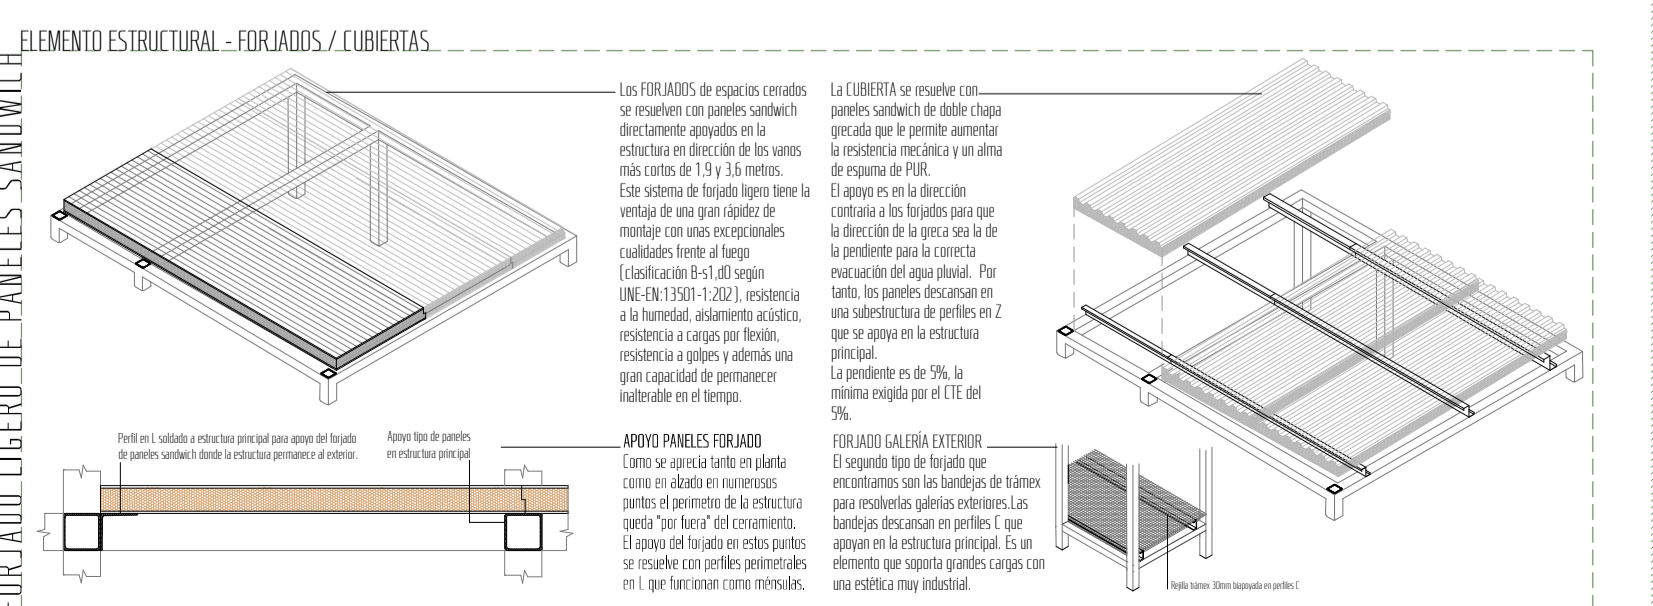 ELEMENTO ESTRUCTURAL - FORJADOS / CUBIERTAS
FORJADO LIGERO DE PANELES SANDWICH
Los FORJADOS de espacios cerrados
se resuelven con paneles sandwich
directamente apoyados en la
estructura en dirección de los vanos
más cortos de 1,9 y 3,6 metros.
Este sistema de forjado ligero tiene la
ventaja de una gran rápidez de
montaje con unas excepcionales
cualidades frente al fuego
(clasificación B-s1,d0 según
UNE-EN:13501-1:202), resistencia
a la humedad, aislamiento acústico,
resistencia a cargas por flexión,
resistencia a golpes y además una
gran capacidad de permanecer
inalterable en el tiempo.
La CUBIERTA se resuelve con
paneles sandwich de doble chapa
grecada que le permite aumentar
la resistencia mecánica y un alma
de espuma de PUR.
El apoyo es en la dirección
contraria a los forjados para que
la dirección de la greca sea la de
la pendiente para la correcta
evacuación del agua pluvial. Por
tanto, los paneles descansan en
una subestructura de perfiles en Z
que se apoya en la estructura
principal.
La pendiente es de 5%, la
mínima exigida por el CTE del
5%.
Perfil en L soldado a estructura principal para apoyo del forjado
de paneles sandwich donde la estructura permanece al exterior.
Apoyo tipo de paneles
en estructura principal
APOYO PANELES FORJADO
Como se aprecia tanto en planta
como en alzado en numerosos
puntos el perimetro de la estructura
queda "por fuera" del cerramiento.
El apoyo del forjado en estos puntos
se resuelve con perfiles perimetrales
en L que funcionan como ménsulas.
FORJADO GALERÍA EXTERIOR
El segundo tipo de forjado que
encontramos son las bandejas de trámex
para resolverlas galerías exteriores.Las
bandejas descansan en perfiles C que
apoyan en la estructura principal. Es un
elemento que soporta grandes cargas con
una estética muy industrial.
Rejilla trámex 30mm biapoyada en perfiles C